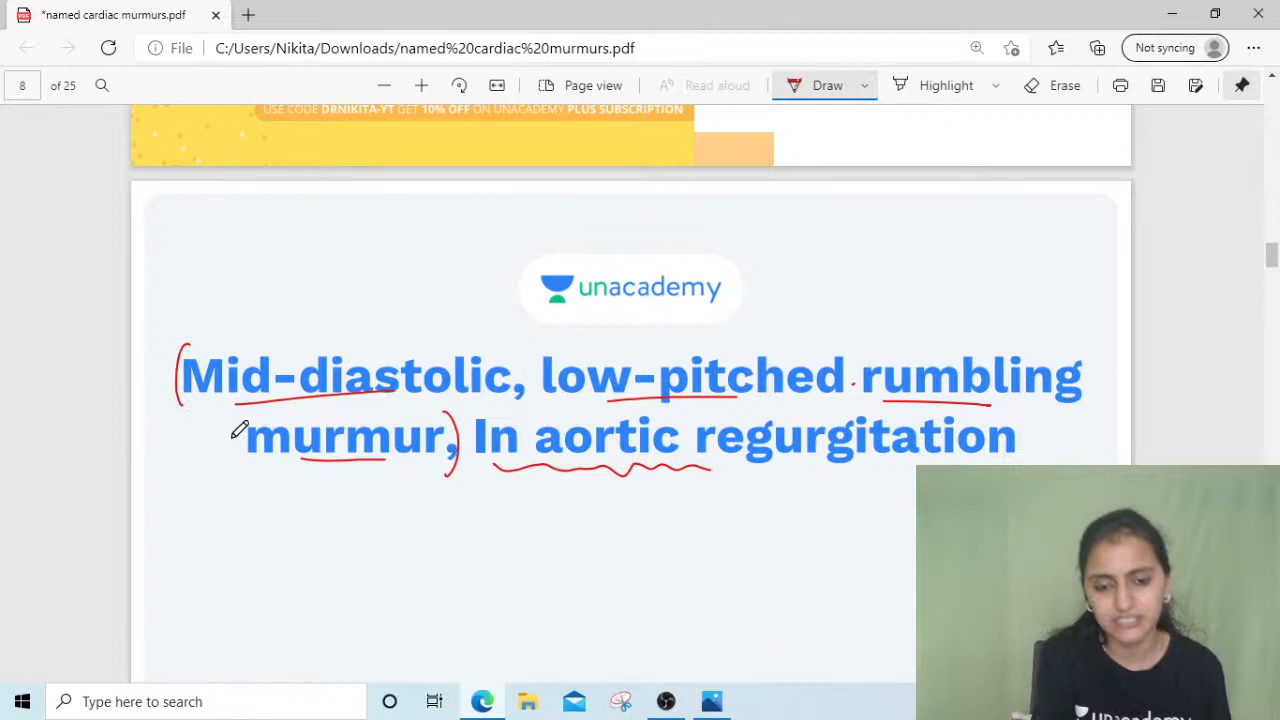 *named cardiac murmurs.pdf
File C:/Users/Nikita/Downloads/named%20cardiac%20murmurs.pdf Not syncing
8 of 25 Page view Read aloud Draw Highlight Erase
USE CODE DRNIKITA-YT GET 10% OFF ON UNACADEMY PLUS SUBSCRIPTION
unacademy
Mid-diastolic, low-pitched rumbling
murmur, In aortic regurgitation
Type here to search
unacademy